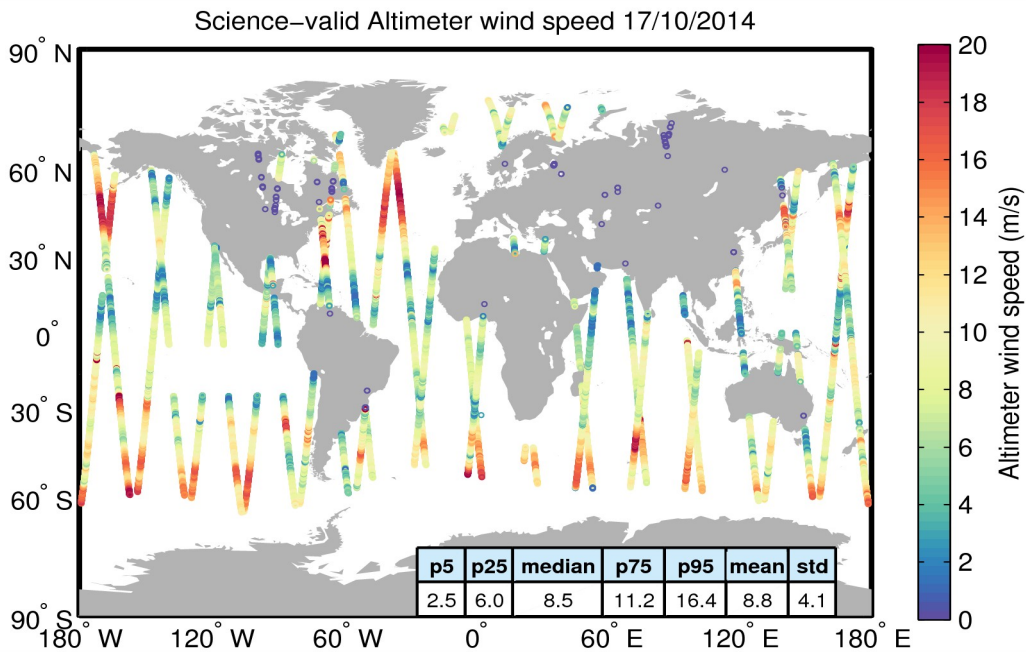 Science−valid Altimeter wind speed 17/10/2014
90° N
60° N
30° N
0°
30° S
60° S
90° S
180° W
120° W
60° W
0°
60° E
120° E
180° E
p5 p25 median p75 p95 mean std
2.5 6.0 8.5 11.2 16.4 8.8 4.1
20
18
16
14
12
10
8
6
4
2
0
Altimeter wind speed (m/s)